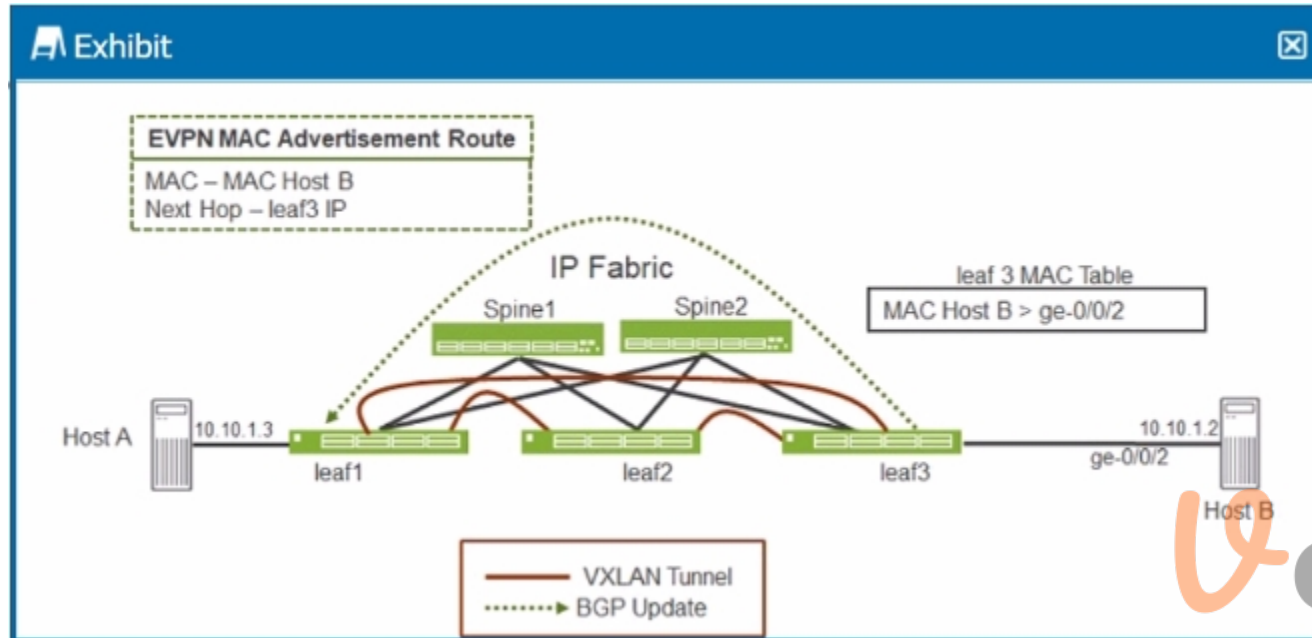 Exhibit
EVPN MAC Advertisement Route
MAC – MAC Host B
Next Hop – leaf3 IP
IP Fabric
Spine1
Spine2
leaf 3 MAC Table
MAC Host B > ge-0/0/2
Host A
10.10.1.3
leaf1
leaf2
leaf3
10.10.1.2
ge-0/0/2
Host B
VXLAN Tunnel
BGP Update